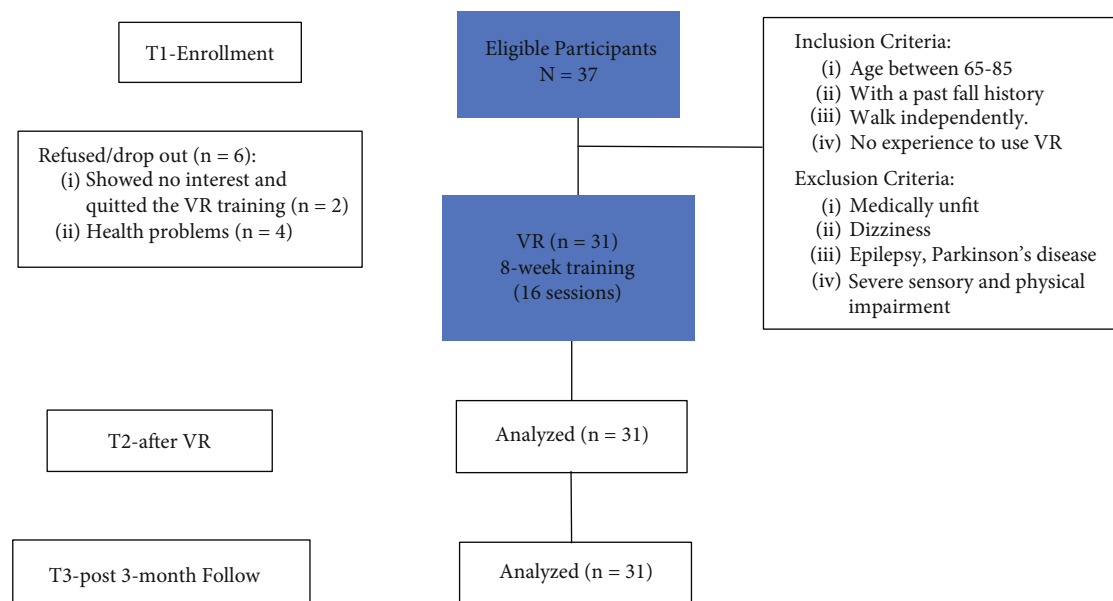 T1-Enrollment
Eligible Participants
N = 37
Inclusion Criteria:
(i) Age between 65-85
(ii) With a past fall history
(iii) Walk independently.
(iv) No experience to use VR
Exclusion Criteria:
(i) Medically unfit
(ii) Dizziness
(iii) Epilepsy, Parkinson's disease
(iv) Severe sensory and physical
impairment
Refused/drop out (n = 6):
(i) Showed no interest and
quitted the VR training (n = 2)
(ii) Health problems (n = 4)
VR (n = 31)
8-week training
(16 sessions)
T2-after VR
Analyzed (n = 31)
T3-post 3-month Follow
Analyzed (n = 31)